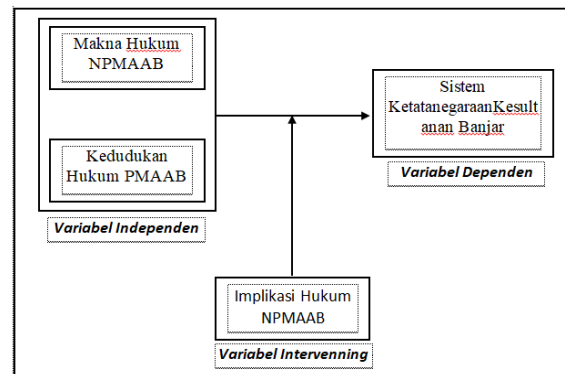 Makna Hukum
NPMAAB
Kedudukan
Hukum PMAAB
Variabel Independen
Sistem
KetatanegaraanKesult
anan Banjar
Variabel Dependen
Implikasi Hukum
NPMAAB
Variabel Intervenning